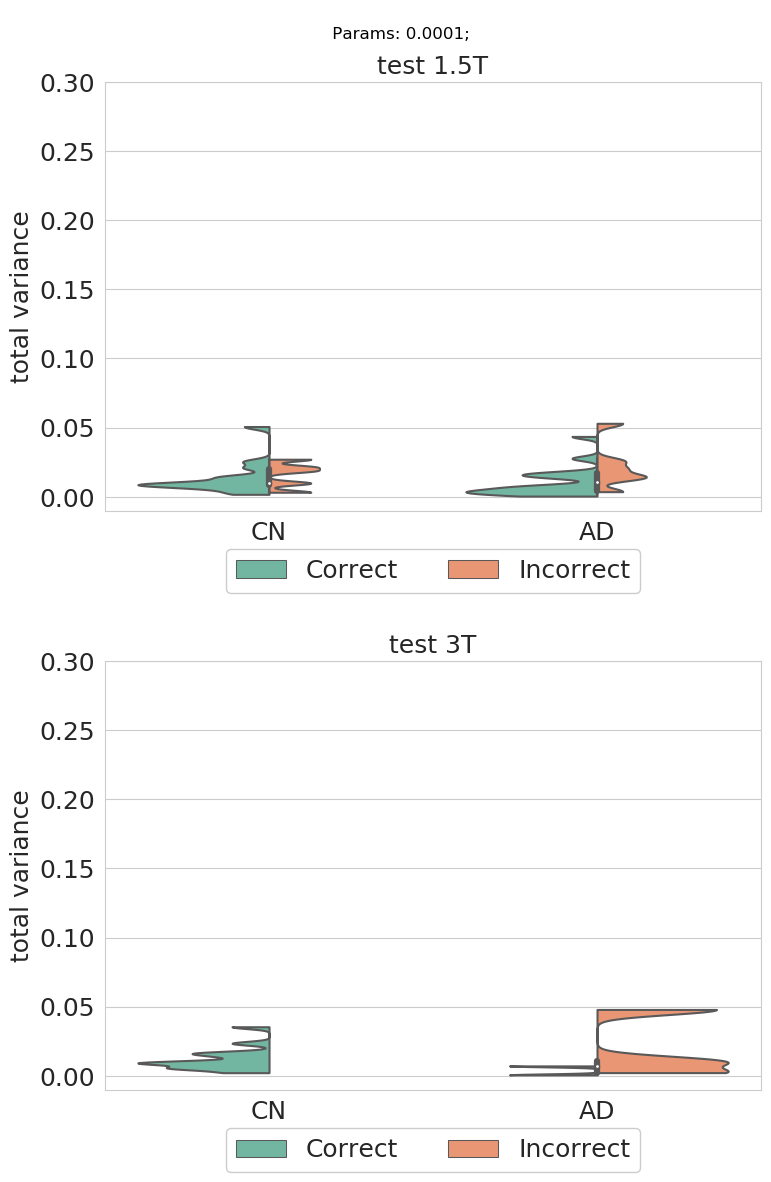 Params: 0.0001;
test 1.5T
0.30
0.25
0.20
0.15
0.10
0.05
0.00
total variance
CN
AD
Correct
Incorrect
test 3T
0.30
0.25
0.20
0.15
0.10
0.05
0.00
total variance
CN
AD
Correct
Incorrect